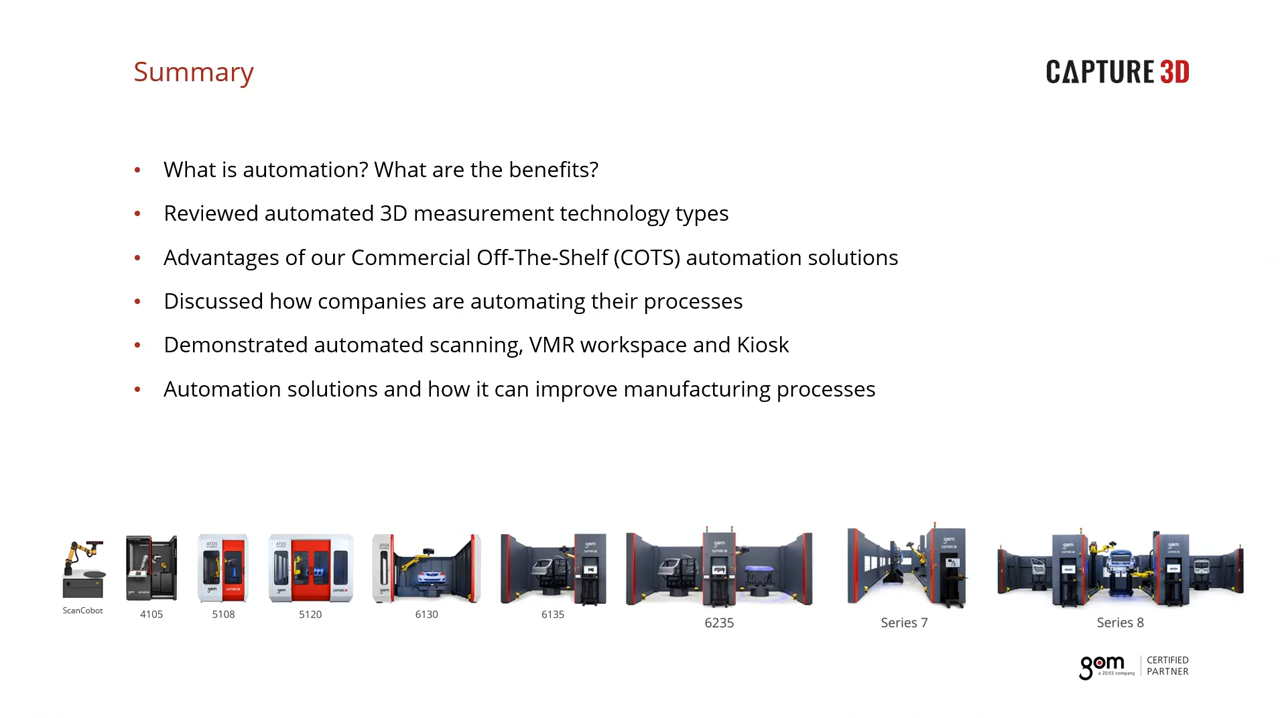 Summary
CAPTURE 3D
• What is automation? What are the benefits?
• Reviewed automated 3D measurement technology types
• Advantages of our Commercial Off-The-Shelf (COTS) automation solutions
• Discussed how companies are automating their processes
• Demonstrated automated scanning, VMR workspace and Kiosk
• Automation solutions and how it can improve manufacturing processes
ScanCobot
4105
5108
5120
6130
6135
6235
Series 7
Series 8
gom
a ZEISS company
CERTIFIED
PARTNER